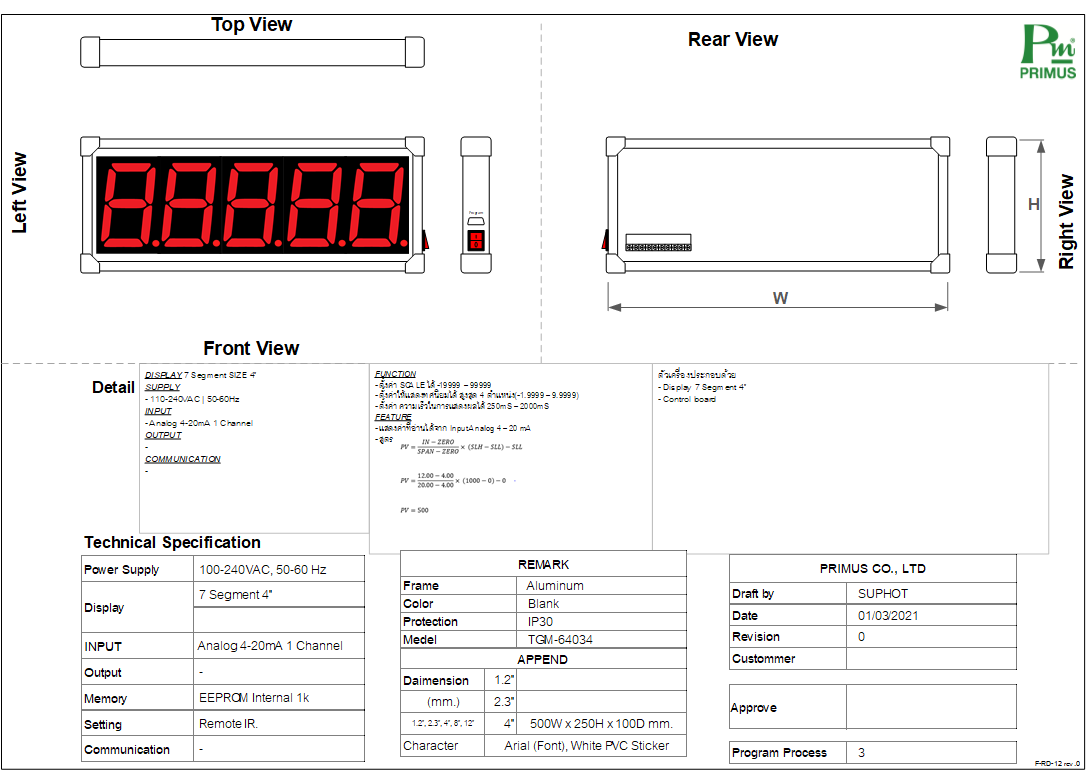 Top View
Rear View
Pm
®
PRIMUS
Left View
Program
Right View
H
W
Front View
Detail
DISPLAY 7 Segment SIZE 4"
SUPPLY
- 110-240VAC | 50-60Hz
INPUT
- Analog 4-20mA 1 Channel
OUTPUT
-
COMMUNICATION
-
FUNCTION
- ตั้งค่า SCALE ได้ -19999 – 99999
- ตั้งค่าให้แสดงทศนิยมได้ สูงสุด 4 ตำแหน่ง(-1.9999 – 9.9999)
- ตั้งค่า ความเร็วในการแสดงผลได้ 250mS – 2000mS
FEATURE
- แสดงค่าที่อ่านได้จาก Input Analog 4 – 20 mA
- สูตร
PV = IN − ZERO / SPAN − ZERO × (SLH − SLL) − SLL
PV = 12.00 − 4.00 / 20.00 − 4.00 × (1000 − 0) − 0
PV = 500
ตัวเครื่องประกอบด้วย
- Display 7 Segment 4"
- Control board
Technical Specification
Power Supply 100-240VAC, 50-60 Hz
Display 7 Segment 4"
INPUT Analog 4-20mA 1 Channel
Output -
Memory EEPROM Internal 1k
Setting Remote IR.
Communication -
REMARK
Frame Aluminum
Color Blank
Protection IP30
Medel TGM-64034
APPEND
Daimension 1.2"
(mm.) 2.3"
1.2", 2.3", 4", 8", 12" 4" 500W x 250H x 100D mm.
Character Arial (Font), White PVC Sticker
PRIMUS CO., LTD
Draft by SUPHOT
Date 01/03/2021
Revision 0
Custommer
Approve
Program Process 3
F-RD-12 rev.0